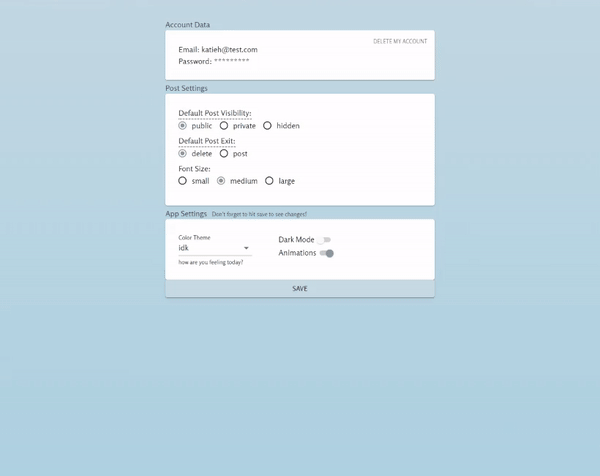 Account Data
DELETE MY ACCOUNT
Email: katieh@test.com
Password: *********
Post Settings
Default Post Visibility:
public private hidden
Default Post Exit:
delete post
Font Size:
small medium large
App Settings Don't forget to hit save to see changes!
Color Theme
idk
how are you feeling today?
Dark Mode
Animations
SAVE